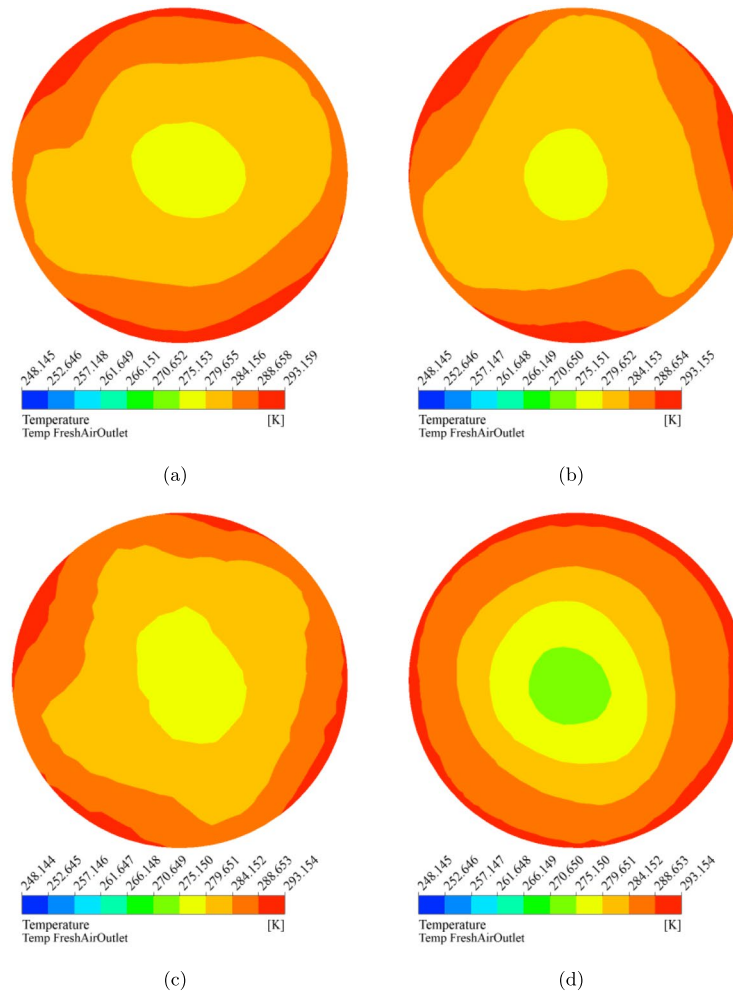 248.145 252.646 257.148 261.649 266.151 270.652 275.153 279.655 284.156 288.658 293.159
Temperature [K]
Temp FreshAirOutlet
(a)
248.145 252.646 257.147 261.648 266.149 270.650 275.151 279.652 284.153 288.654 293.155
Temperature [K]
Temp FreshAirOutlet
(b)
248.144 252.645 257.146 261.647 266.148 270.649 275.150 279.651 284.152 288.653 293.154
Temperature [K]
Temp FreshAirOutlet
(c)
248.145 252.646 257.147 261.648 266.149 270.650 275.150 279.651 284.152 288.653 293.154
Temperature [K]
Temp FreshAirOutlet
(d)